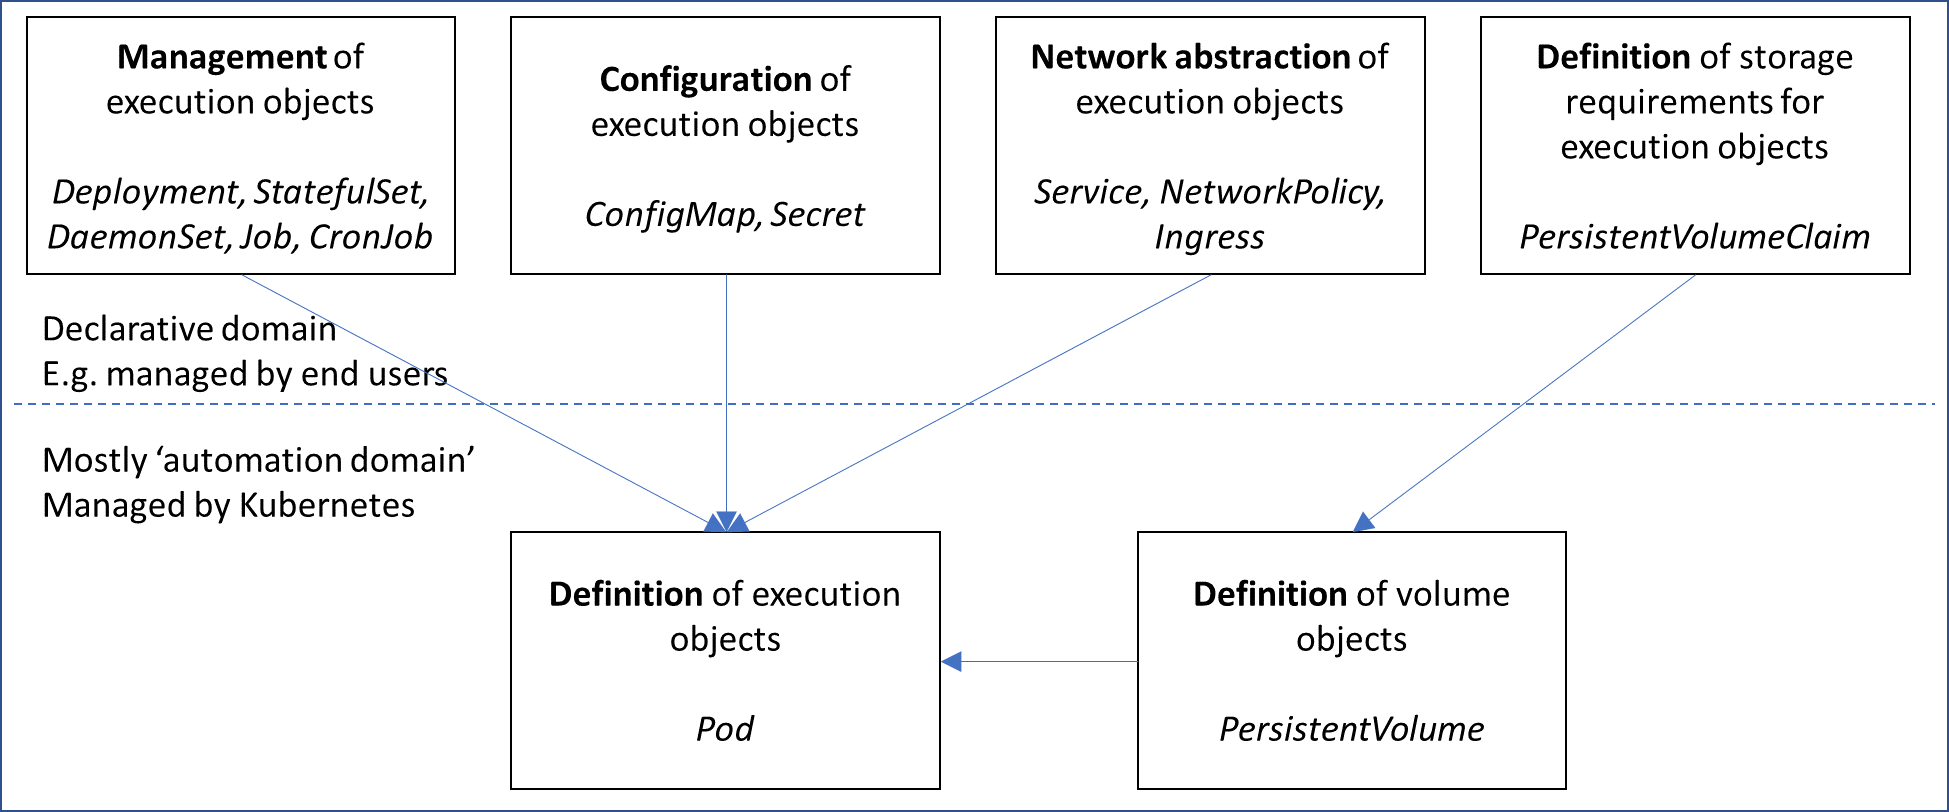 Management of
execution objects
Deployment, StatefulSet,
DaemonSet, Job, CronJob
Configuration of
execution objects
ConfigMap, Secret
Network abstraction of
execution objects
Service, NetworkPolicy,
Ingress
Definition of storage
requirements for
execution objects
PersistentVolumeClaim
Declarative domain
E.g. managed by end users
Mostly ‘automation domain’
Managed by Kubernetes
Definition of execution
objects
Pod
Definition of volume
objects
PersistentVolume